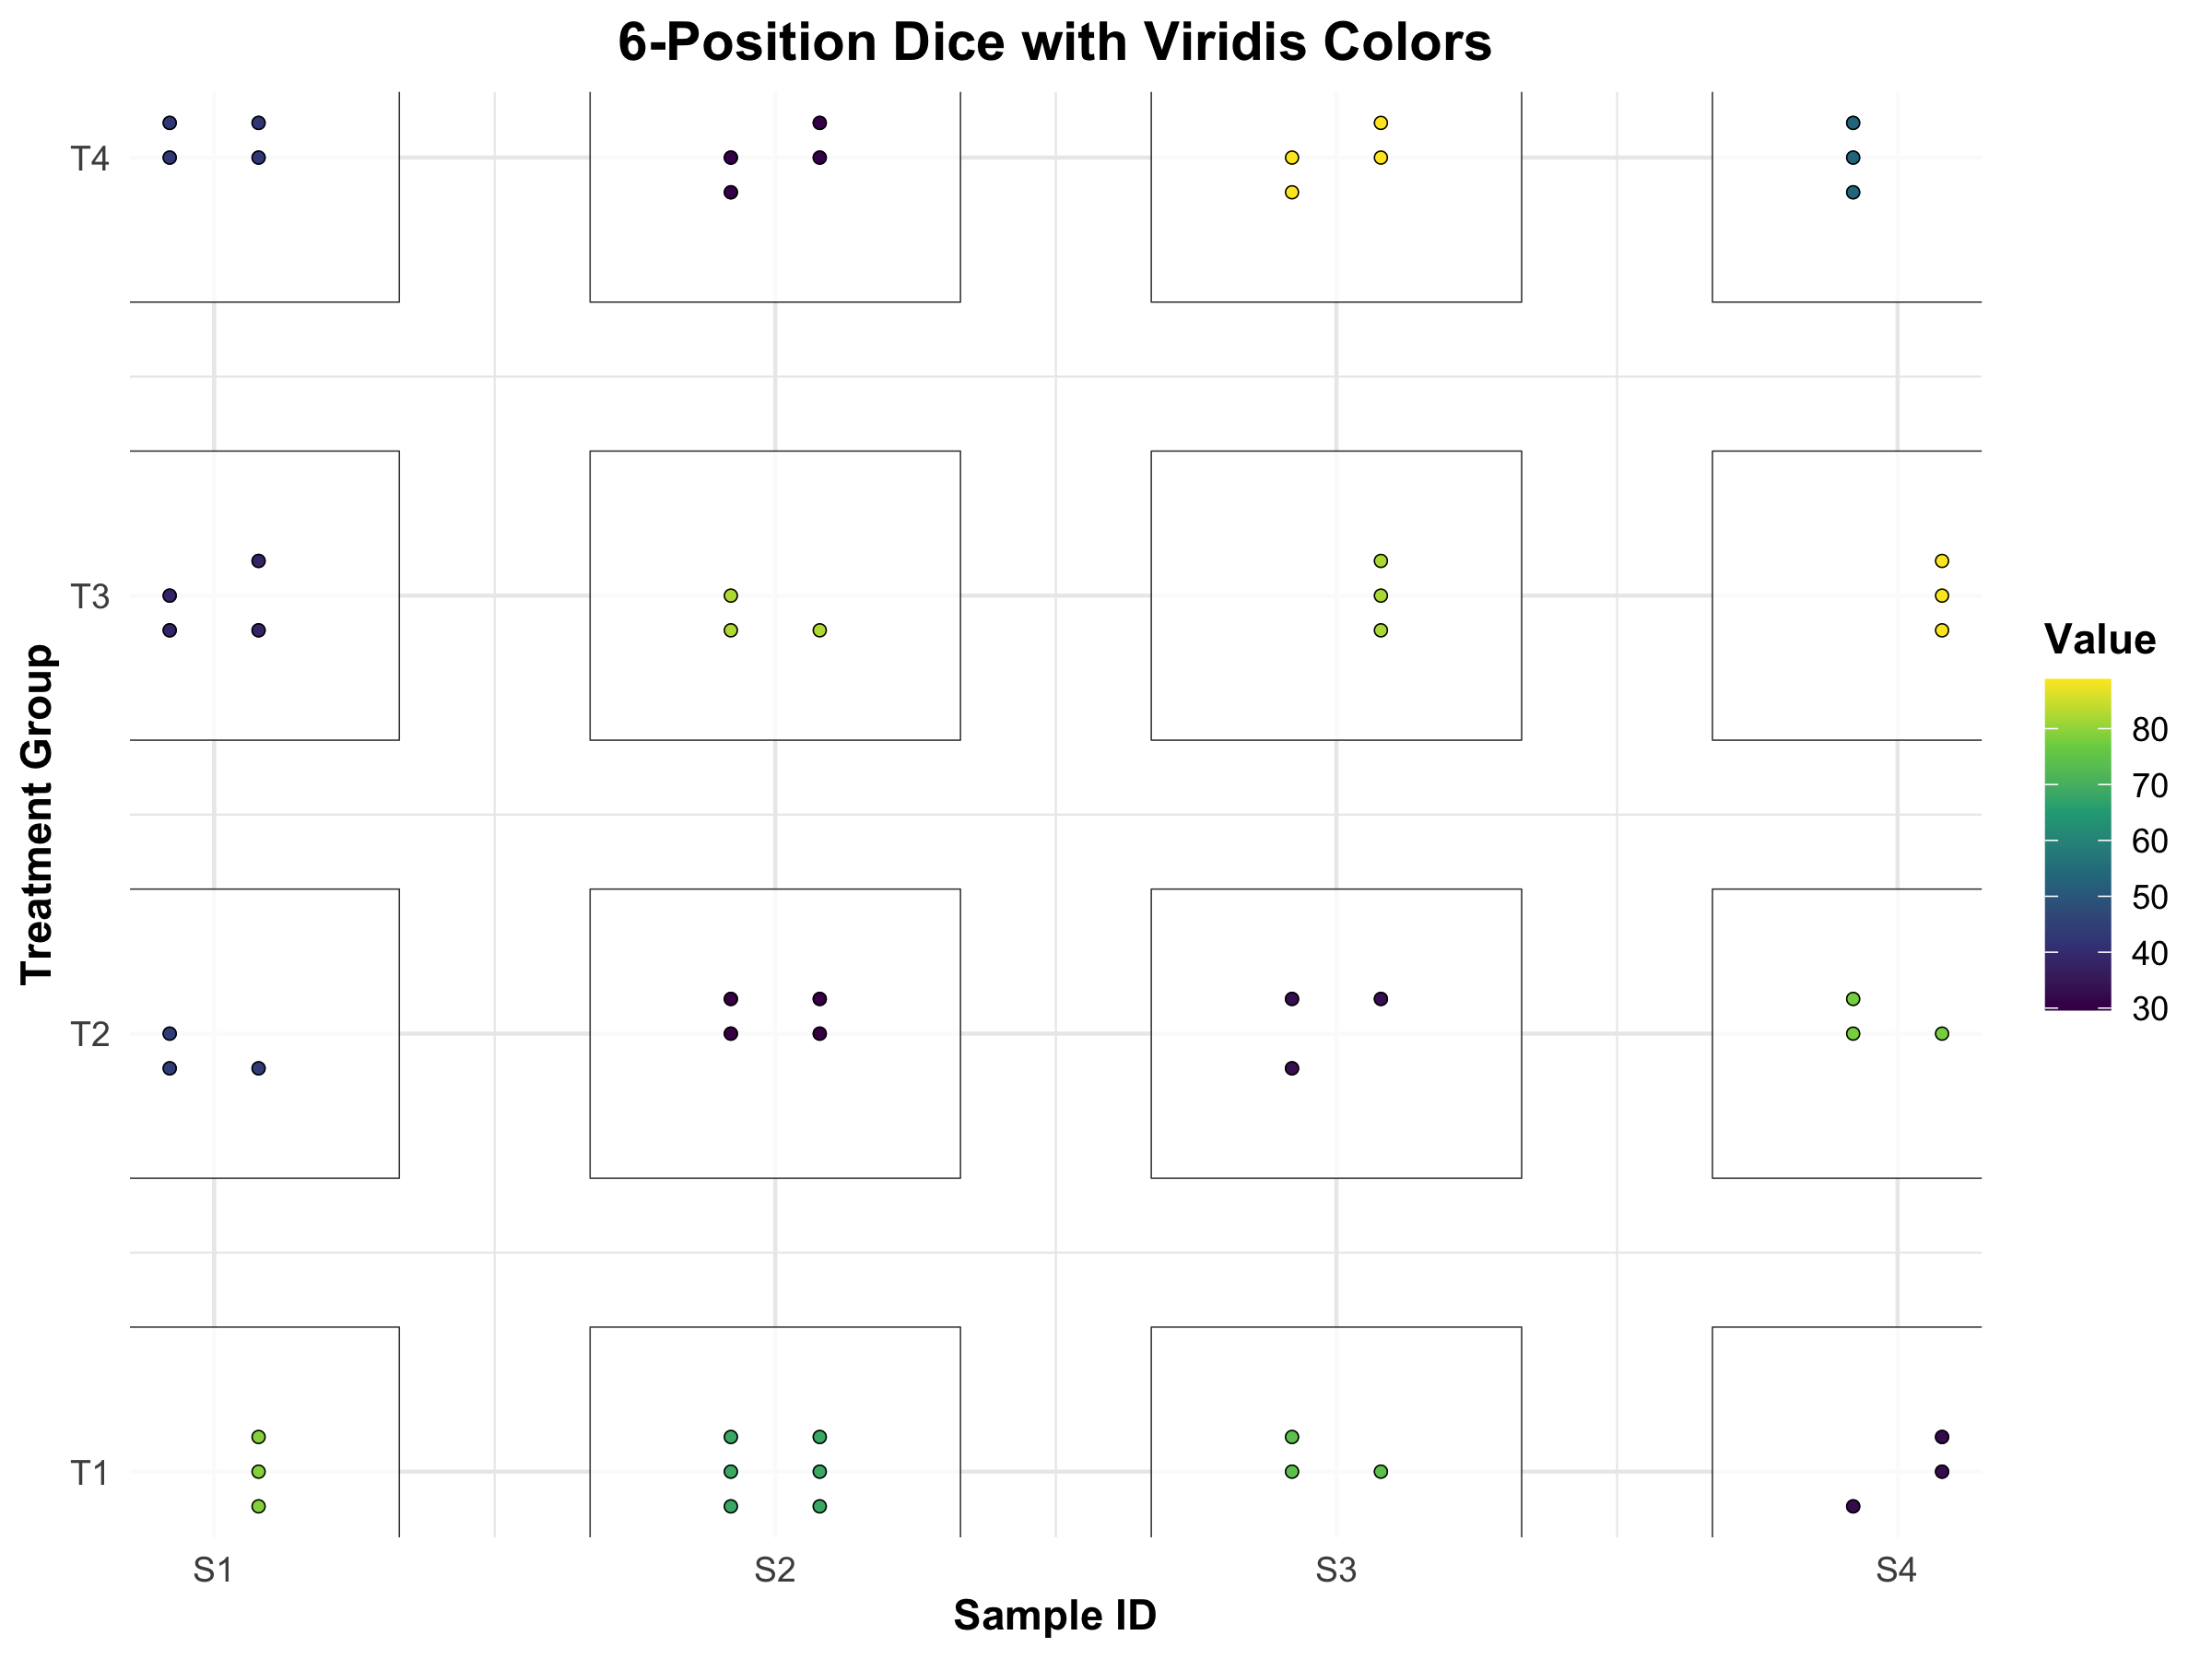 6-Position Dice with Viridis Colors
Treatment Group
T4
T3
T2
T1
S1
S2
S3
S4
Sample ID
Value
80
70
60
50
40
30